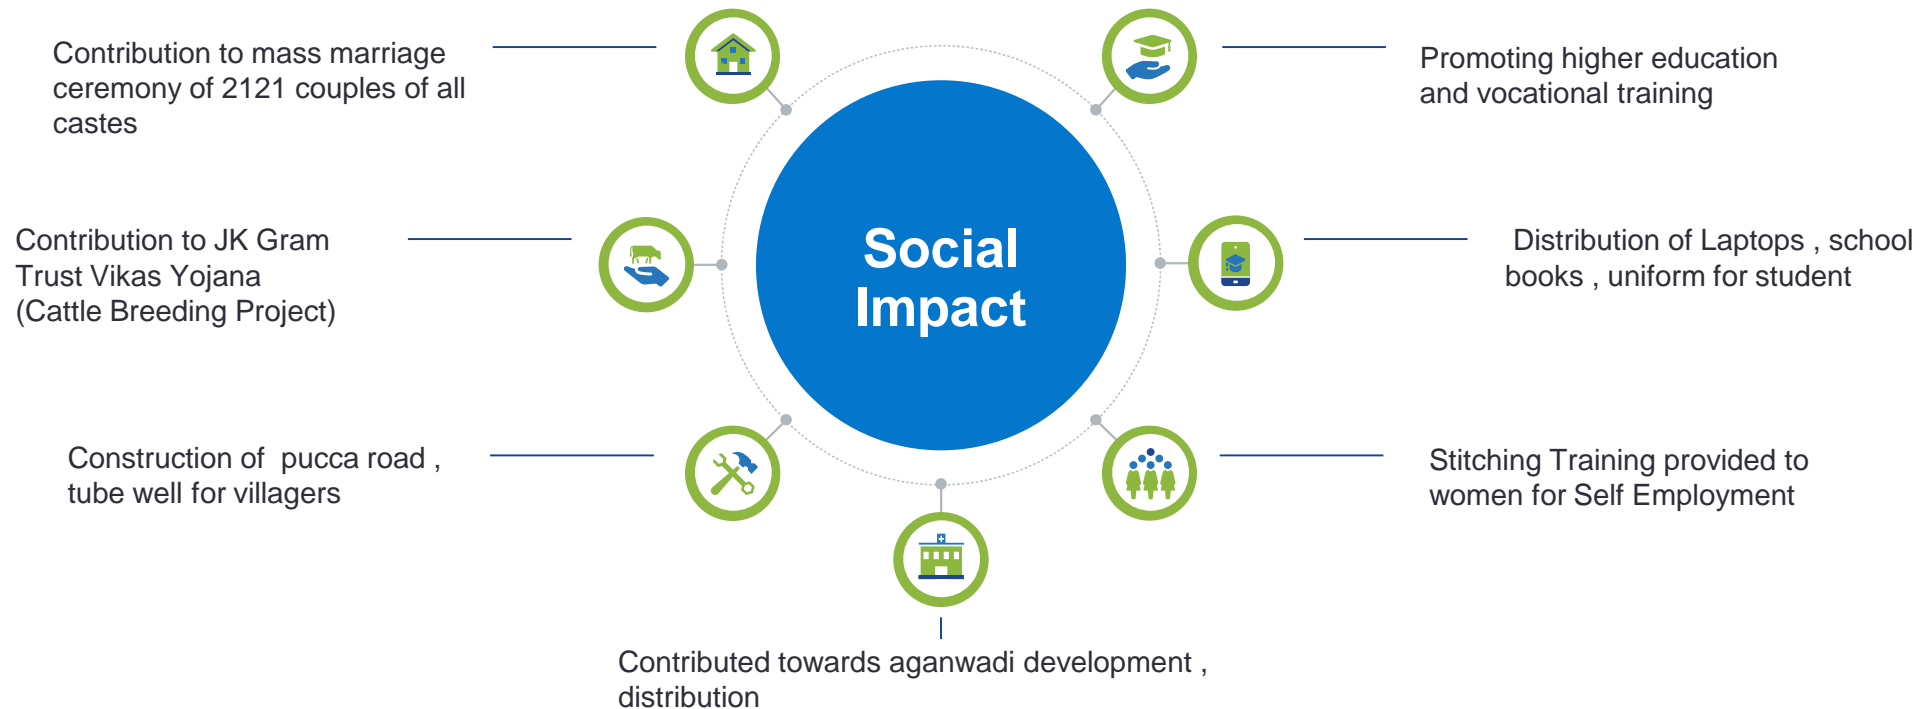 Contribution to mass marriage
ceremony of 2121 couples of all
castes
Promoting higher education
and vocational training
Social
Impact
Contribution to JK Gram
Trust Vikas Yojana
(Cattle Breeding Project)
Distribution of Laptops , school
books , uniform for student
Construction of  pucca road ,
tube well for villagers
Stitching Training provided to
women for Self Employment
Contributed towards aganwadi development ,
distribution